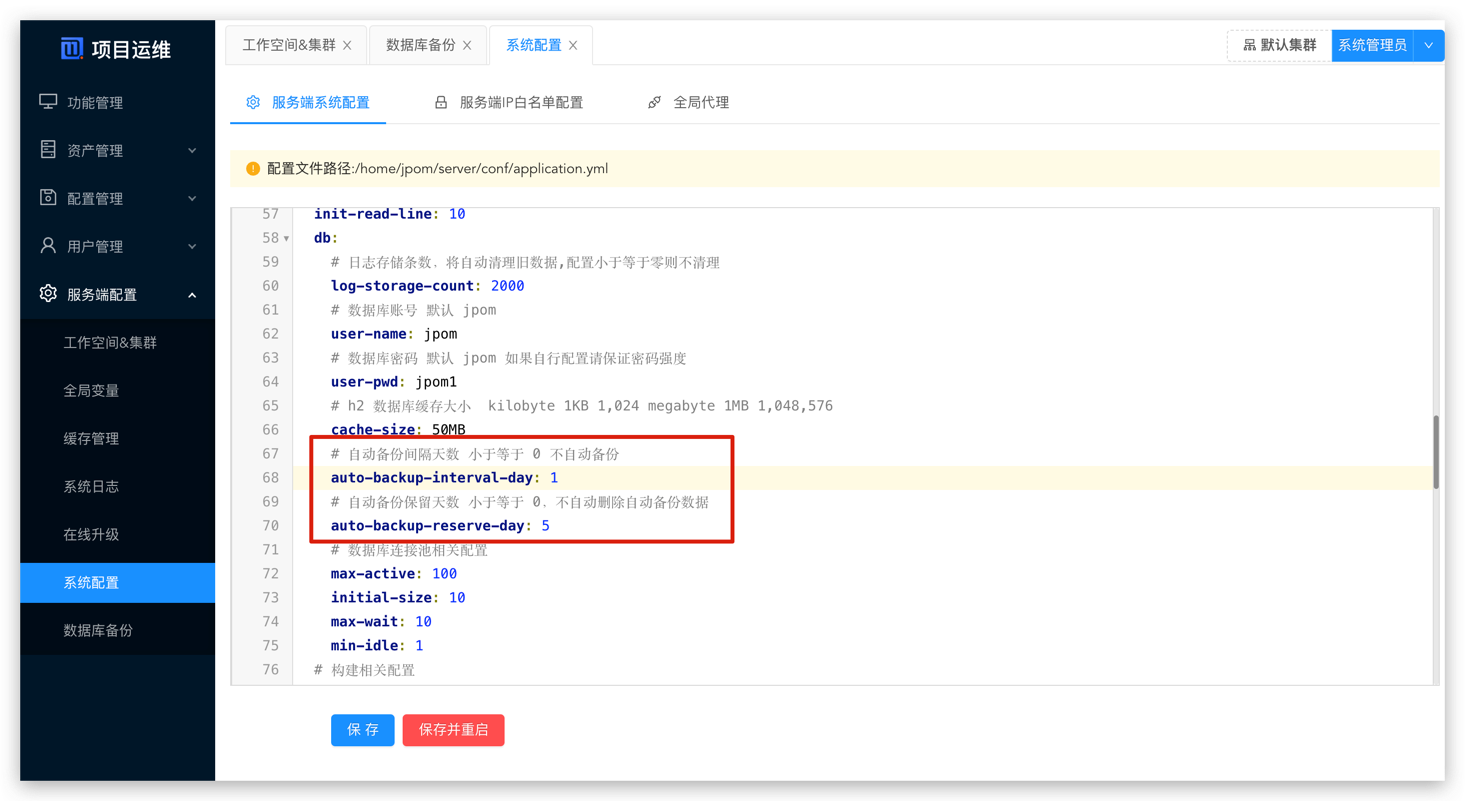 项目运维
功能管理
资产管理
配置管理
用户管理
服务端配置
工作空间&集群
全局变量
缓存管理
系统日志
在线升级
系统配置
数据库备份
工作空间&集群
数据库备份
系统配置
默认集群
系统管理员
服务端系统配置
服务端IP白名单配置
全局代理
配置文件路径:/home/jpom/server/conf/application.yml
57 init-read-line: 10
58 db:
59 # 日志存储条数．将自动清理旧数据,配置小于等于零则不清理
60 log-storage-count: 2000
61 # 数据库账号 默认 jpom
62 user-name: jpom
63 # 数据库密码 默认 jpom 如果自行配置请保证密码强度
64 user-pwd: jpom1
65 # h2 数据库缓存大小 kilobyte 1KB 1,024 megabyte 1MB 1,048,576
66 cache-size: 50MB
67 # 自动备份间隔天数 小于等于 0 不自动备份
68 auto-backup-interval-day: 1
69 # 自动备份保留天数 小于等于 0．不自动删除自动备份数据
70 auto-backup-reserve-day: 5
71 # 数据库连接池相关配置
72 max-active: 100
73 initial-size: 10
74 max-wait: 10
75 min-idle: 1
76 # 构建相关配置
保 存
保存并重启